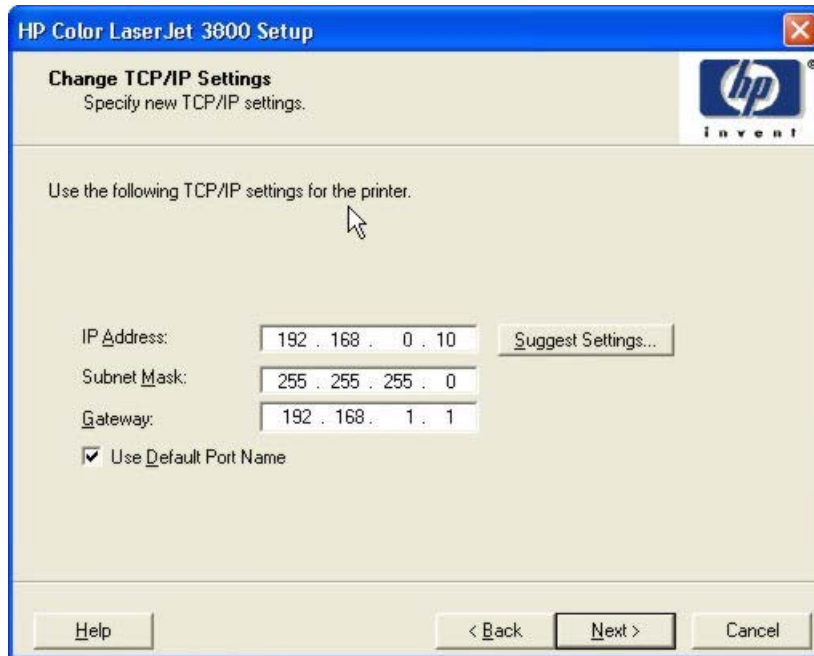 HP Color LaserJet 3800 Setup
Change TCP/IP Settings
Specify new TCP/IP settings.
hp
®
invent
Use the following TCP/IP settings for the printer.
IP Address: 192 . 168 . 0 . 10 Suggest Settings...
Subnet Mask: 255 . 255 . 255 . 0
Gateway: 192 . 168 . 1 . 1
Use Default Port Name
Help < Back Next > Cancel